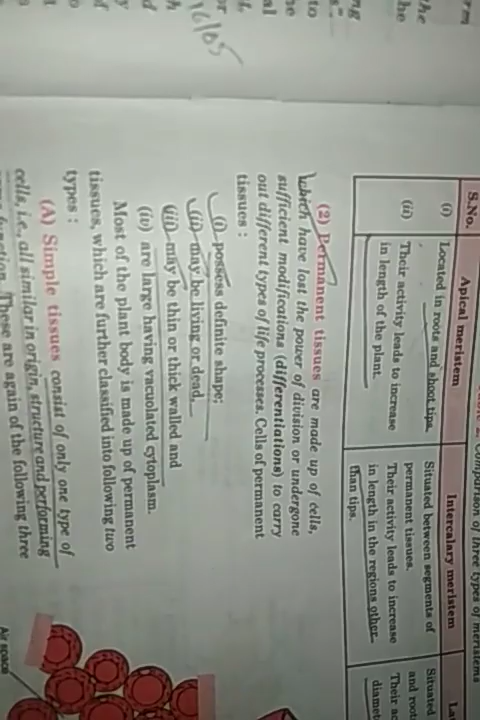 Comparison of three types of meristems
S.No. Apical meristem Intercalary meristem La
(i) Located in roots and shoot tips. Situated between segments of permanent tissues. Situated and root
(ii) Their activity leads to increase in length of the plant. Their activity leads to increase in length in the regions other than tips. Their a diamet
(2) Permanent tissues are made up of cells,
which have lost the power of division or undergone
sufficient modifications (differentiations) to carry
out different types of life processes. Cells of permanent
tissues :
(i) possess definite shape;
(ii) may be living or dead,
(iii) may be thin or thick walled and
(iv) are large having vacuolated cytoplasm.
Most of the plant body is made up of permanent
tissues, which are further classified into following two
types :
(A) Simple tissues consist of only one type of
cells, i.e., all similar in origin, structure and performing
same function. These are again of the following three
Air space
16/05